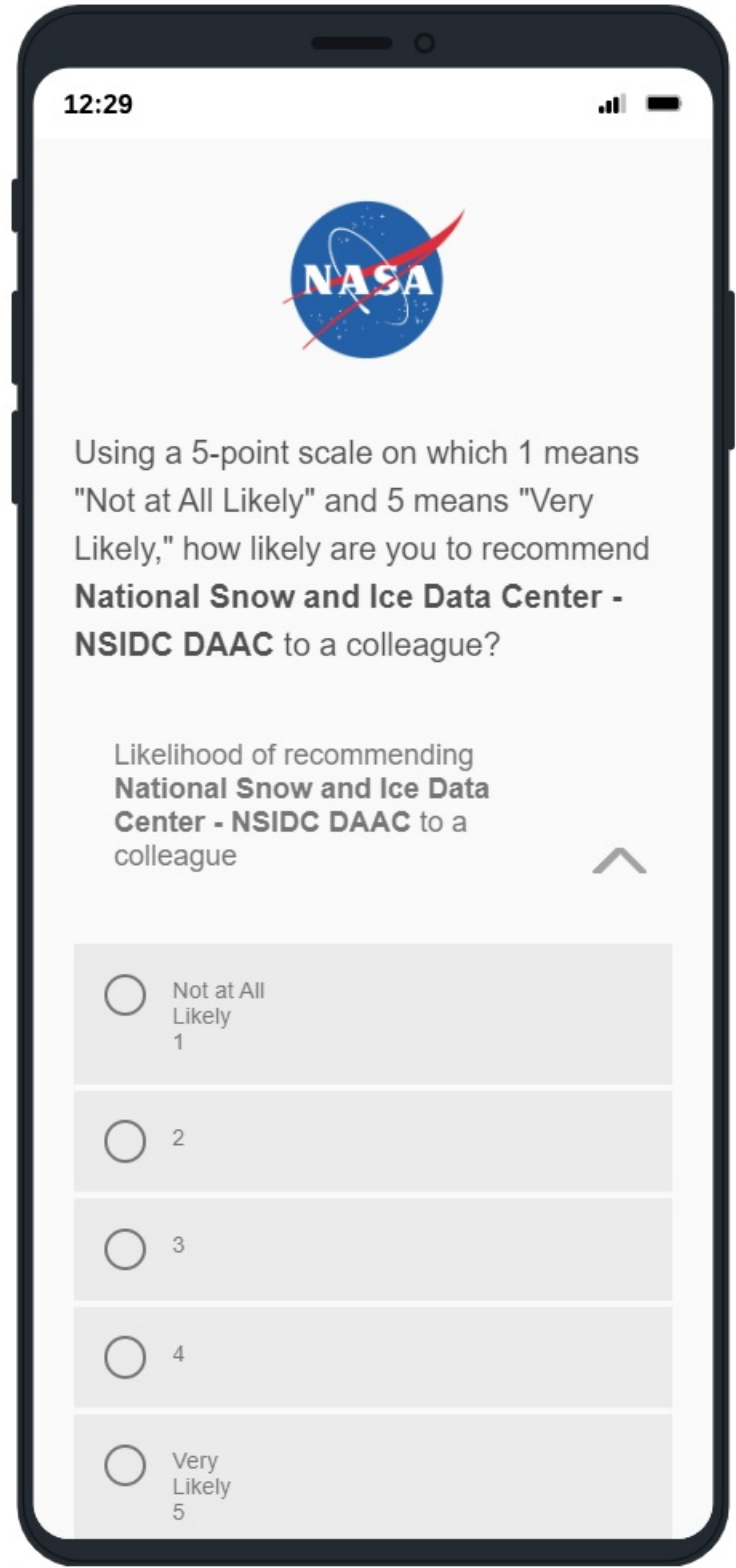 12:29
NASA
Using a 5-point scale on which 1 means
"Not at All Likely" and 5 means "Very
Likely," how likely are you to recommend
National Snow and Ice Data Center -
NSIDC DAAC to a colleague?
Likelihood of recommending
National Snow and Ice Data
Center - NSIDC DAAC to a
colleague
Not at All
Likely
1
2
3
4
Very
Likely
5